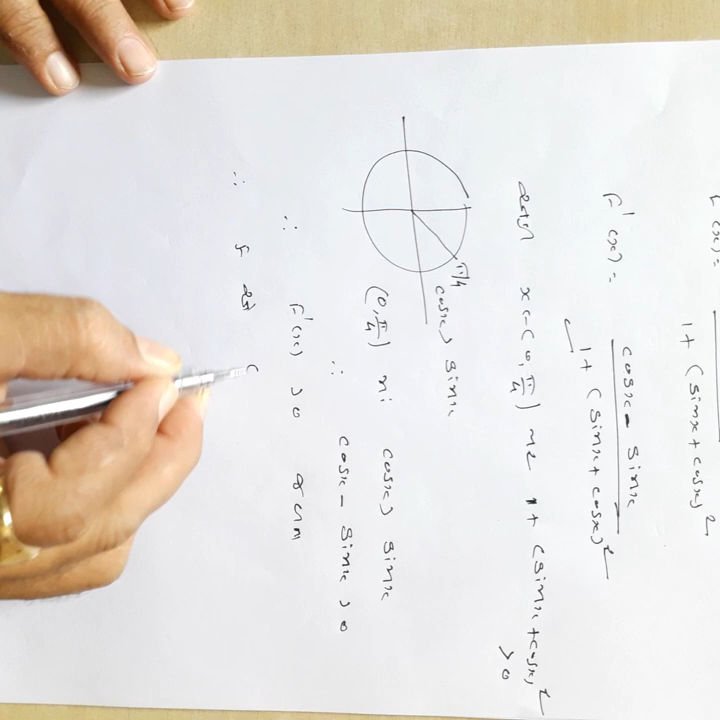 1 + (sinx + cosx)²
F'(x) = cosx - sinx
1 + (sinx + cosx)²
x ∈ (0, π/4) 1 + (sinx + cosx)² > 0
π/4
cosx > sinx
(0, π/4) cosx > sinx
∴ cosx - sinx > 0
∴ F'(x) > 0
∴ f (